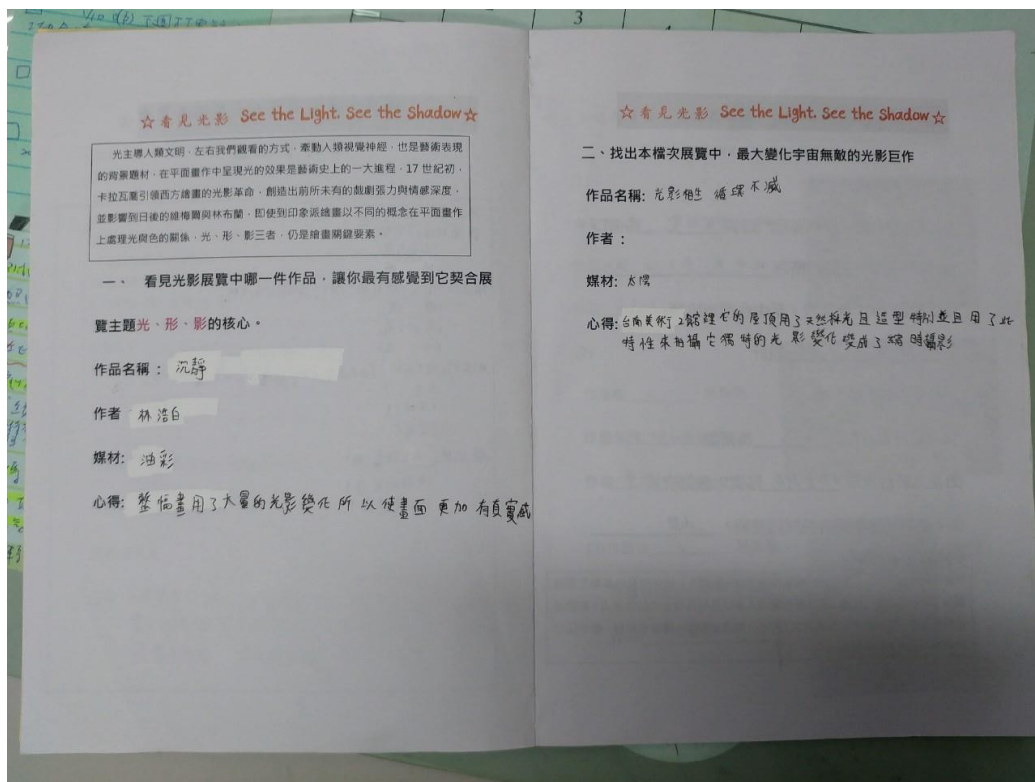 ☆看見光影 See the Light, See the Shadow☆
光主導人類文明，左右我們觀看的方式，牽動人類視覺神經，也是藝術表現
的背景題材，在平面畫作中呈現光的效果是藝術史上的一大進程，17世紀初，
卡拉瓦喬引領西方繪畫的光影革命，創造出前所未有的戲劇張力與情感深度，
並影響到日後的維梅爾與林布蘭，即使到印象派繪畫以不同的概念在平面畫作
上處理光與色的關係，光、形、影三者，仍是繪畫關鍵要素。
一、 看見光影展覽中哪一件作品，讓你最有感覺到它契合展
覽主題光、形、影的核心。
作品名稱：沉靜
作者 林浩白
媒材: 油彩
心得: 整幅畫用了大量的光影變化所以使畫面更加有真實感
☆看見光影 See the Light, See the Shadow☆
二、找出本檔次展覽中，最大變化宇宙無敵的光影巨作
作品名稱: 光影相生 循環不滅
作者：
媒材: 太陽
心得: 台南美術2館裡它的屋頂用了天然採光且造型特別並且用了此
特性來拍攝它獨特的光影變化變成了縮時攝影
3